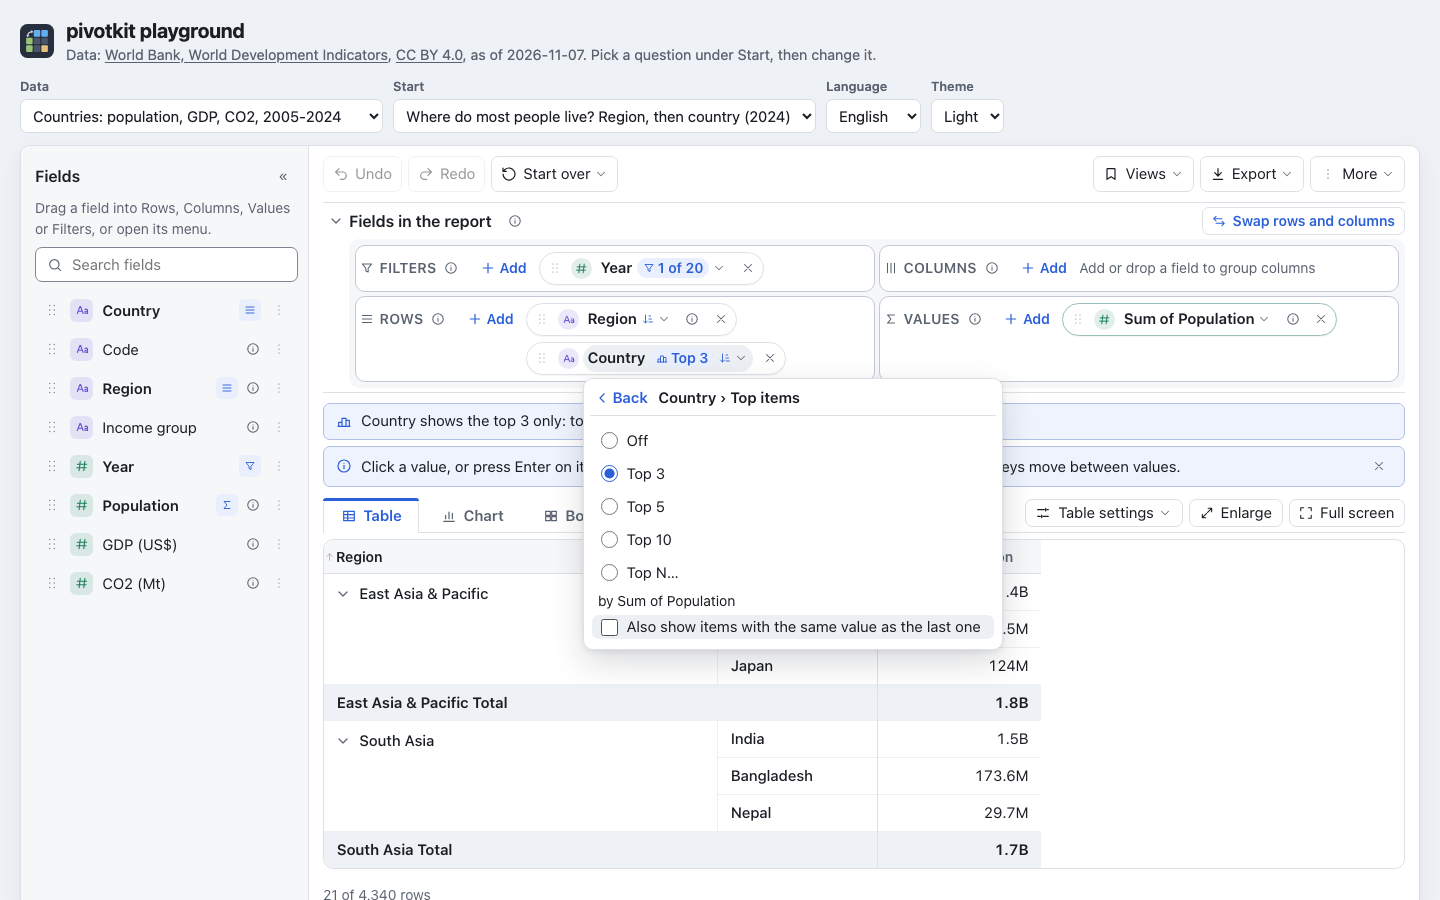 pivotkit playground
Data: World Bank, World Development Indicators, CC BY 4.0, as of 2026-11-07. Pick a question under Start, then change it.
Data
Start
Language
Theme
Countries: population, GDP, CO2, 2005-2024
Where do most people live? Region, then country (2024)
English
Light
Fields
«
Drag a field into Rows, Columns, Values
or Filters, or open its menu.
Search fields
Aa Country
Aa Code
Aa Region
Aa Income group
# Year
# Population Σ
# GDP (US$)
# CO2 (Mt)
Undo
Redo
Start over
Views
Export
More
Fields in the report
Swap rows and columns
FILTERS
+ Add
# Year 1 of 20
COLUMNS
+ Add
Add or drop a field to group columns
ROWS
+ Add
Aa Region
Aa Country Top 3
Σ VALUES
+ Add
# Sum of Population
Country shows the top 3 only: to
Click a value, or press Enter on it
eys move between values.
Back Country › Top items
Off
Top 3
Top 5
Top 10
Top N...
by Sum of Population
Also show items with the same value as the last one
Table
Chart
Bo
Table settings
Enlarge
Full screen
↑ Region
on
East Asia & Pacific
.4B
.5M
Japan 124M
East Asia & Pacific Total 1.8B
South Asia India 1.5B
Bangladesh 173.6M
Nepal 29.7M
South Asia Total 1.7B
21 of 4,340 rows